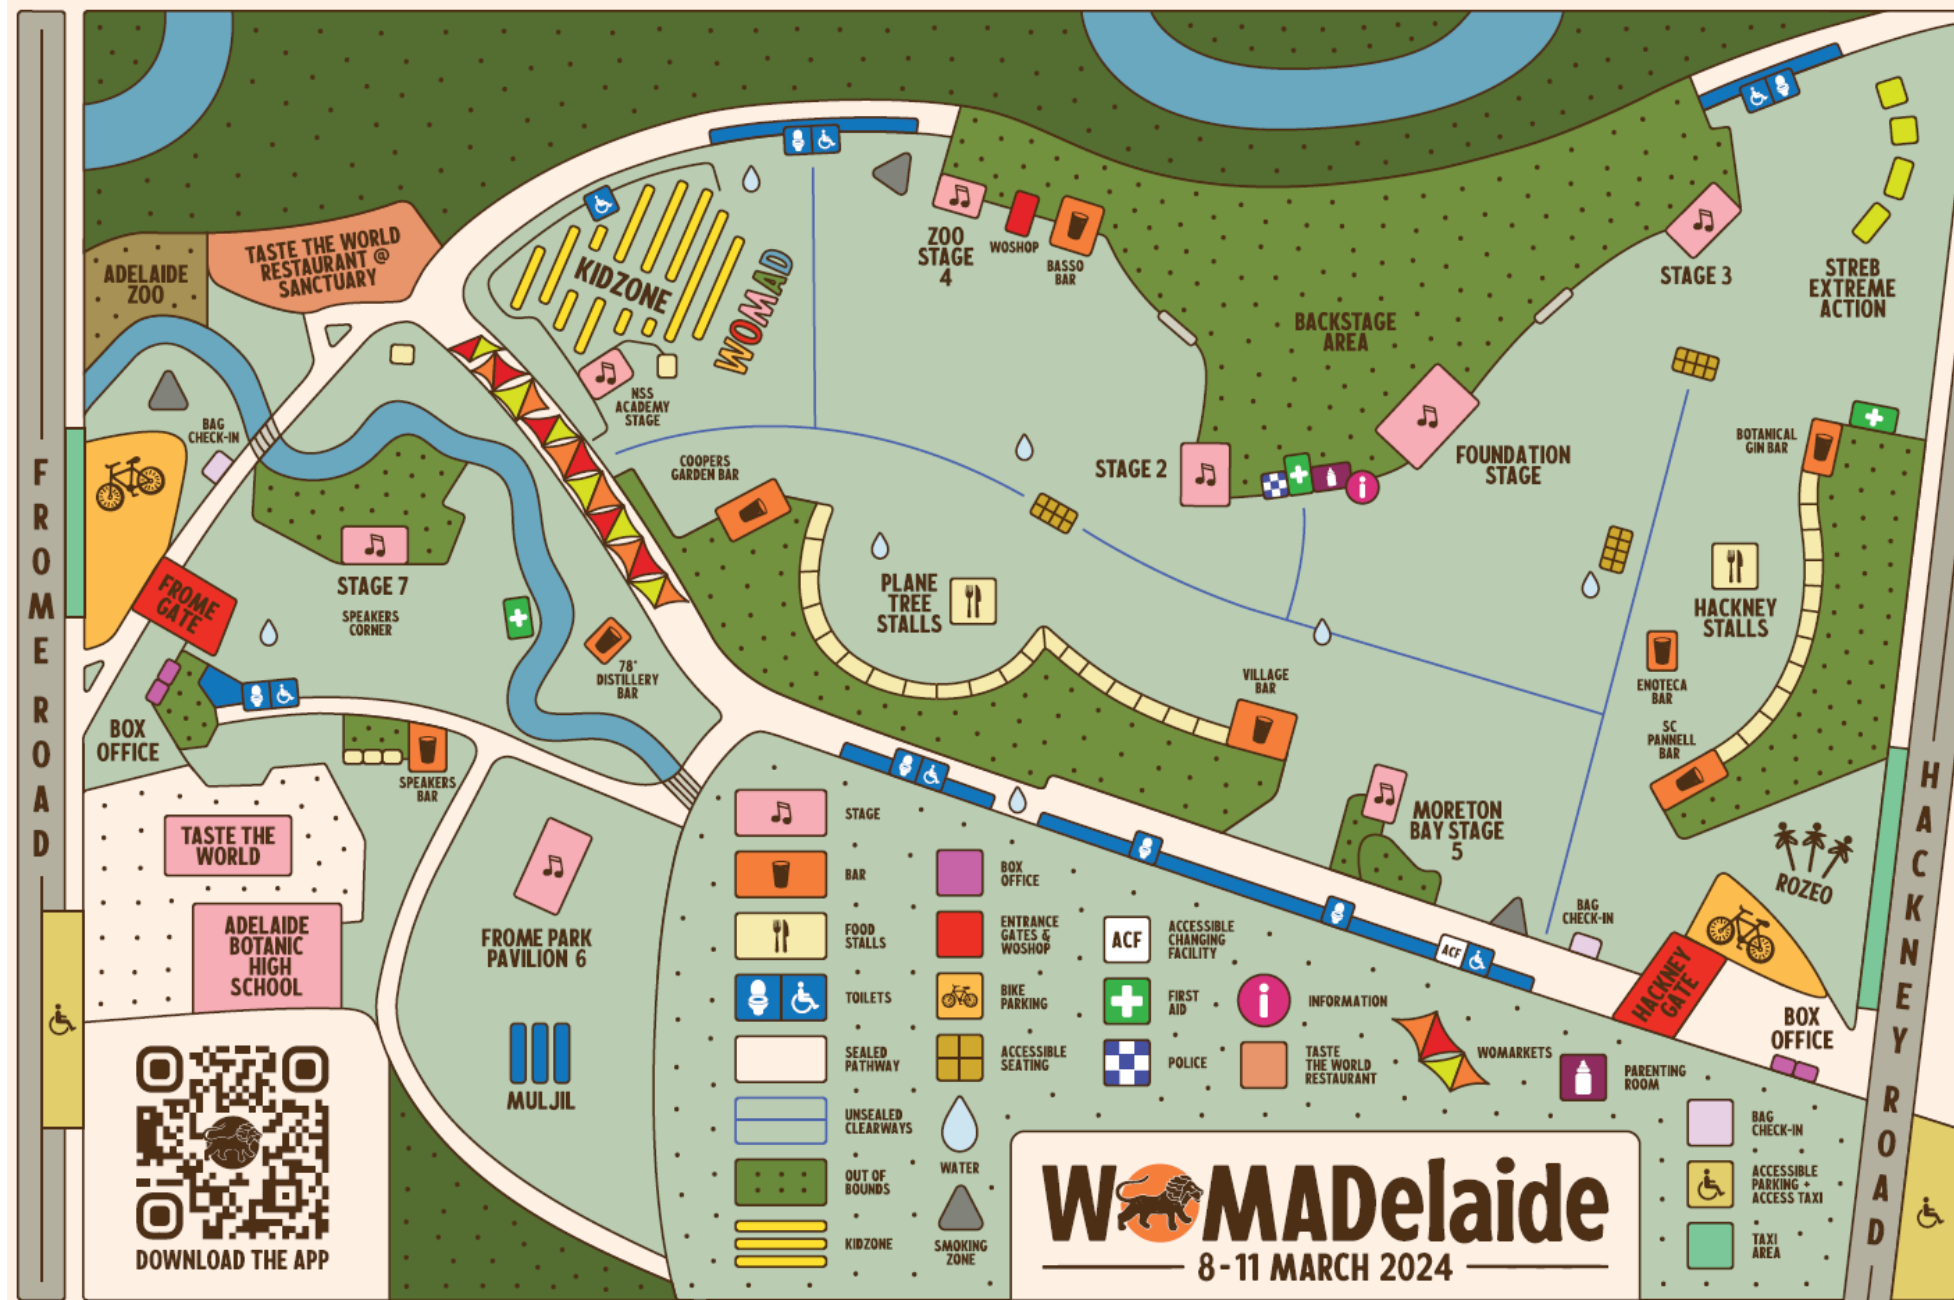 ADELAIDE
ZOO
TASTE THE WORLD
RESTAURANT @
SANCTUARY
KIDZONE
WOMAD
NSS
ACADEMY
STAGE
ZOO
STAGE
4
WOSHOP
BASSO
BAR
BACKSTAGE
AREA
STAGE 3
STREB
EXTREME
ACTION
BAG
CHECK-IN
COOPERS
GARDEN BAR
STAGE 2
FOUNDATION
STAGE
BOTANICAL
GIN BAR
FROME ROAD
FROME
GATE
STAGE 7
SPEAKERS
CORNER
78°
DISTILLERY
BAR
PLANE
TREE
STALLS
HACKNEY
STALLS
ENOTECA
BAR
VILLAGE
BAR
SC
PANNELL
BAR
BOX
OFFICE
SPEAKERS
BAR
MORETON
BAY STAGE
5
ROZEO
HACKNEY ROAD
TASTE THE
WORLD
ADELAIDE
BOTANIC
HIGH
SCHOOL
FROME PARK
PAVILION 6
MULJIL
BAG
CHECK-IN
HACKNEY
GATE
BOX
OFFICE
ACF
STAGE
BAR
FOOD
STALLS
TOILETS
SEALED
PATHWAY
UNSEALED
CLEARWAYS
OUT OF
BOUNDS
KIDZONE
BOX
OFFICE
ENTRANCE
GATES &
WOSHOP
BIKE
PARKING
ACCESSIBLE
SEATING
WATER
SMOKING
ZONE
ACF
ACCESSIBLE
CHANGING
FACILITY
FIRST
AID
POLICE
INFORMATION
TASTE
THE WORLD
RESTAURANT
WOMARKETS
PARENTING
ROOM
BAG
CHECK-IN
ACCESSIBLE
PARKING +
ACCESS TAXI
TAXI
AREA
DOWNLOAD THE APP
WOMADelaide
8-11 MARCH 2024